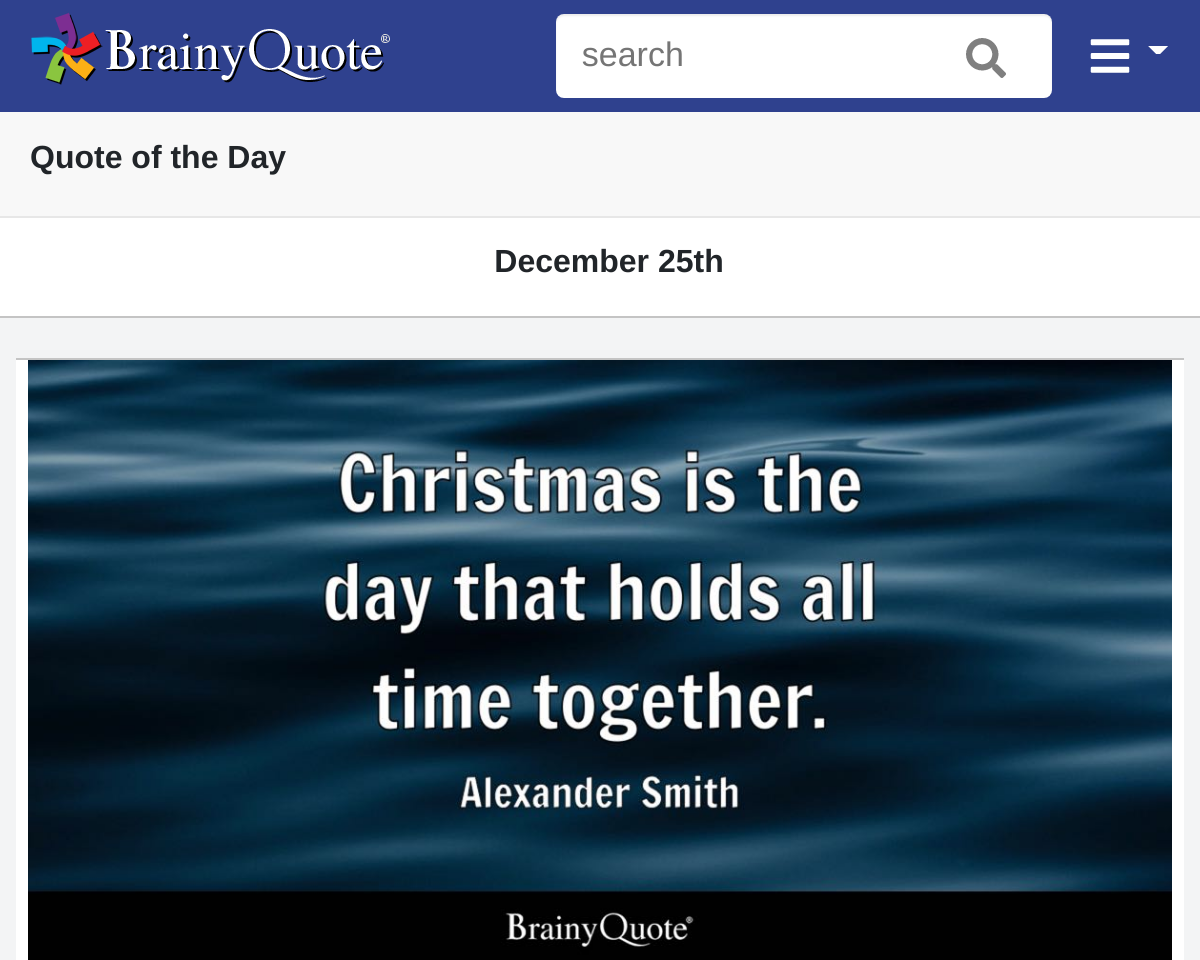 BrainyQuote®
search
Quote of the Day
December 25th
Christmas is the
day that holds all
time together.
Alexander Smith
BrainyQuote®